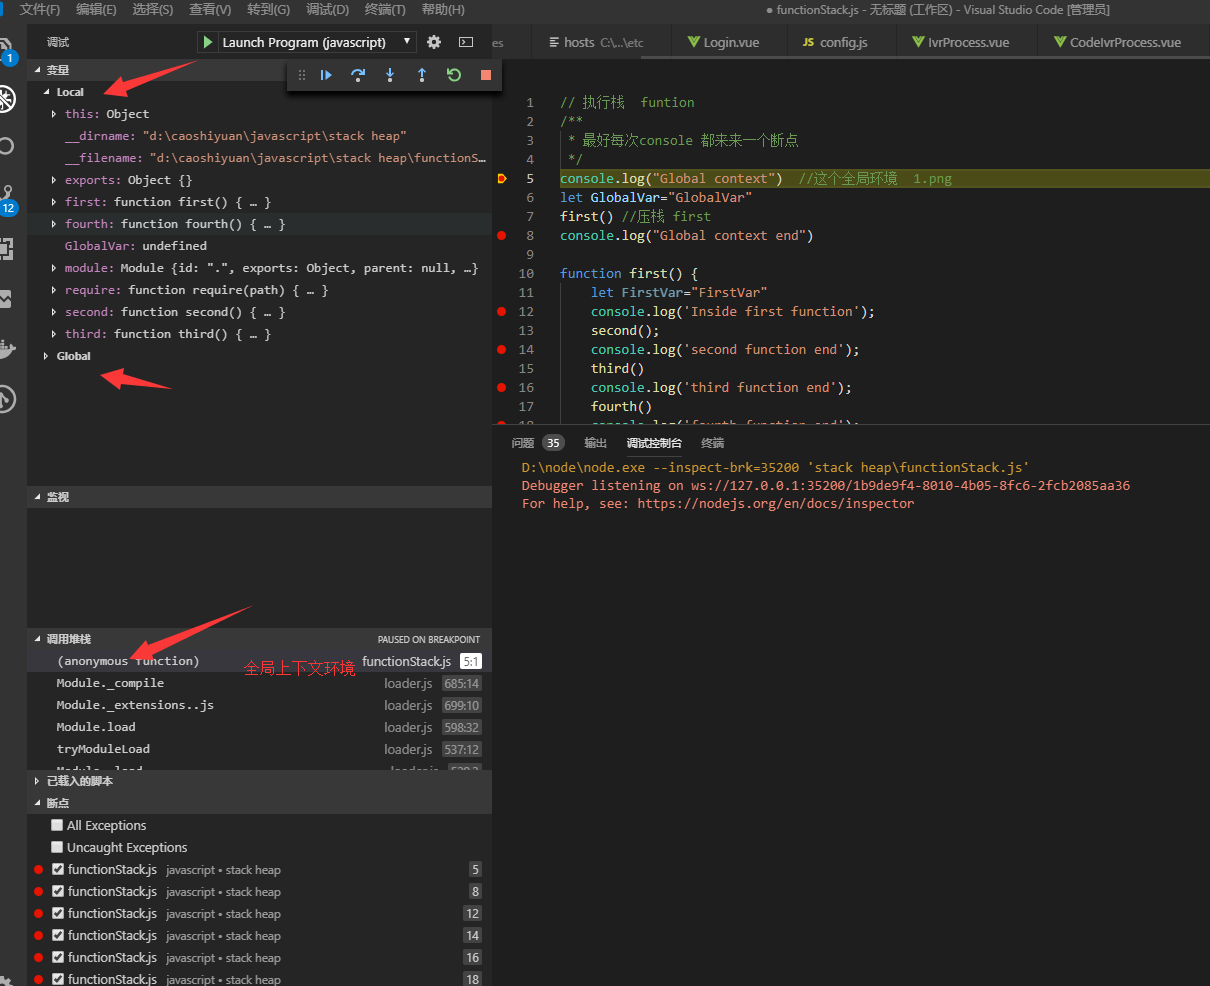 文件(F) 编辑(E) 选择(S) 查看(V) 转到(G) 调试(D) 终端(T) 帮助(H) ● functionStack.js - 无标题 (工作区) - Visual Studio Code [管理员]
调试 Launch Program (javascript)
es hosts C:\...\etc Login.vue JS config.js IvrProcess.vue CodeIvrProcess.vue
1
12
变量
Local
this: Object
__dirname: "d:\caoshiyuan\javascript\stack heap"
__filename: "d:\caoshiyuan\javascript\stack heap\functionS…
exports: Object {}
first: function first() { … }
fourth: function fourth() { … }
GlobalVar: undefined
module: Module {id: ".", exports: Object, parent: null, …}
require: function require(path) { … }
second: function second() { … }
third: function third() { … }
Global
监视
调用堆栈 PAUSED ON BREAKPOINT
(anonymous function) 全局上下文环境 functionStack.js 5:1
Module._compile loader.js 685:14
Module._extensions..js loader.js 699:10
Module.load loader.js 598:32
tryModuleLoad loader.js 537:12
Module._load loader.js
已载入的脚本
断点
All Exceptions
Uncaught Exceptions
functionStack.js javascript • stack heap 5
functionStack.js javascript • stack heap 8
functionStack.js javascript • stack heap 12
functionStack.js javascript • stack heap 14
functionStack.js javascript • stack heap 16
functionStack.js javascript • stack heap 18
1 // 执行栈 funtion
2 /**
3 * 最好每次console 都来来一个断点
4 */
5 console.log("Global context") //这个全局环境 1.png
6 let GlobalVar="GlobalVar"
7 first() //压栈 first
8 console.log("Global context end")
9
10 function first() {
11 let FirstVar="FirstVar"
12 console.log('Inside first function');
13 second();
14 console.log('second function end');
15 third()
16 console.log('third function end');
17 fourth()
18 console.log('fourth function end');
问题 35 输出 调试控制台 终端
D:\node\node.exe --inspect-brk=35200 'stack heap\functionStack.js'
Debugger listening on ws://127.0.0.1:35200/1b9de9f4-8010-4b05-8fc6-2fcb2085aa36
For help, see: https://nodejs.org/en/docs/inspector